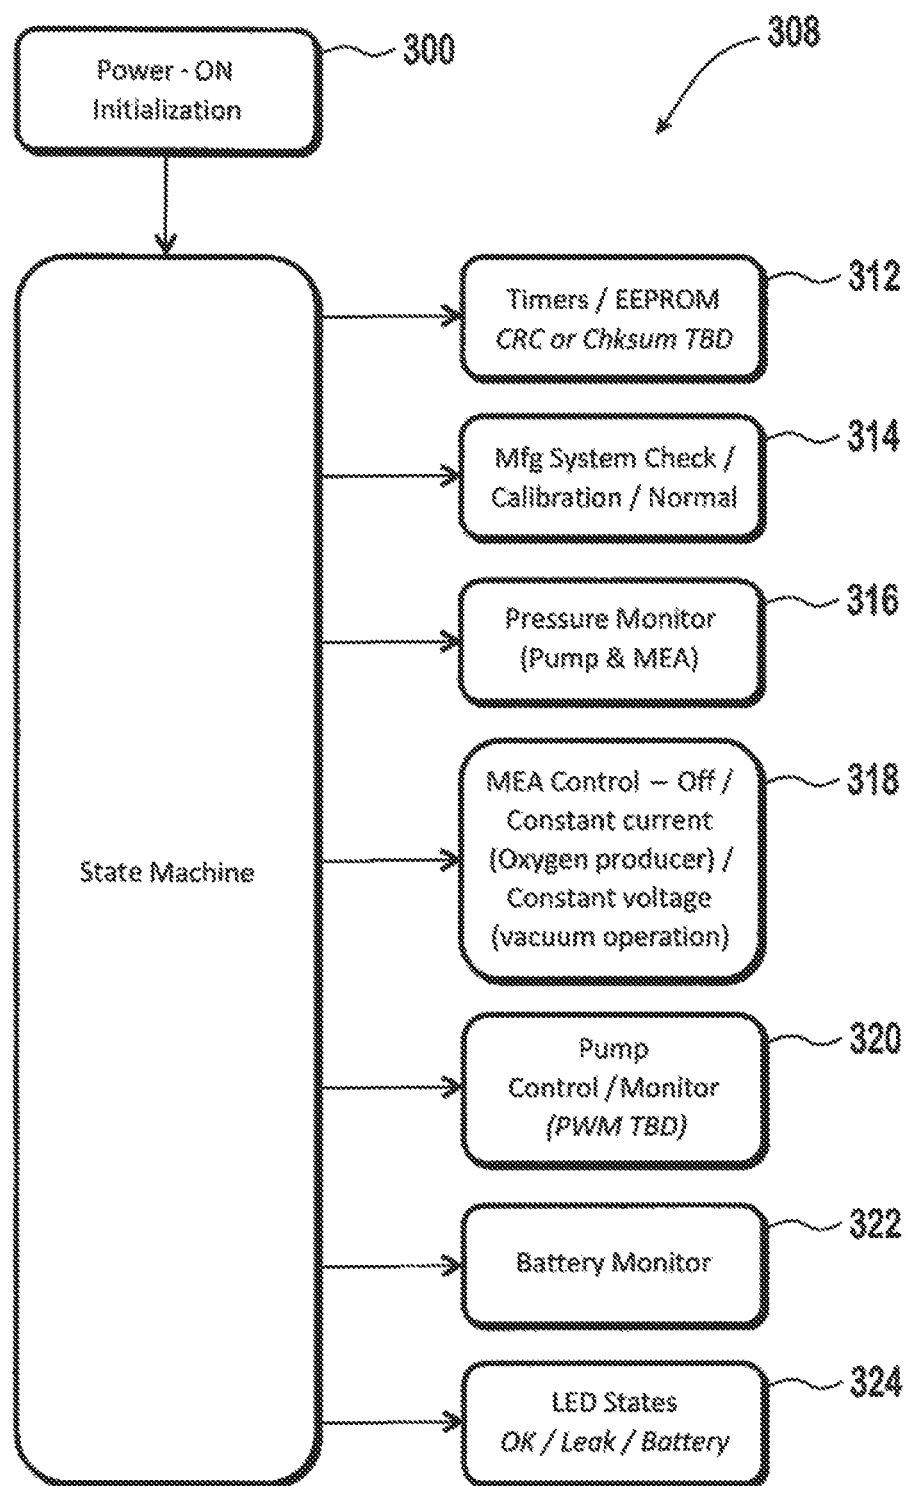 Power - ON
Initialization
300
308
Timers / EEPROM
CRC or Chksum TBD
312
Mfg System Check /
Calibration / Normal
314
Pressure Monitor
(Pump & MEA)
316
State Machine
MEA Control – Off /
Constant current
(Oxygen producer) /
Constant voltage
(vacuum operation)
318
Pump
Control / Monitor
(PWM TBD)
320
Battery Monitor
322
LED States
OK / Leak / Battery
324